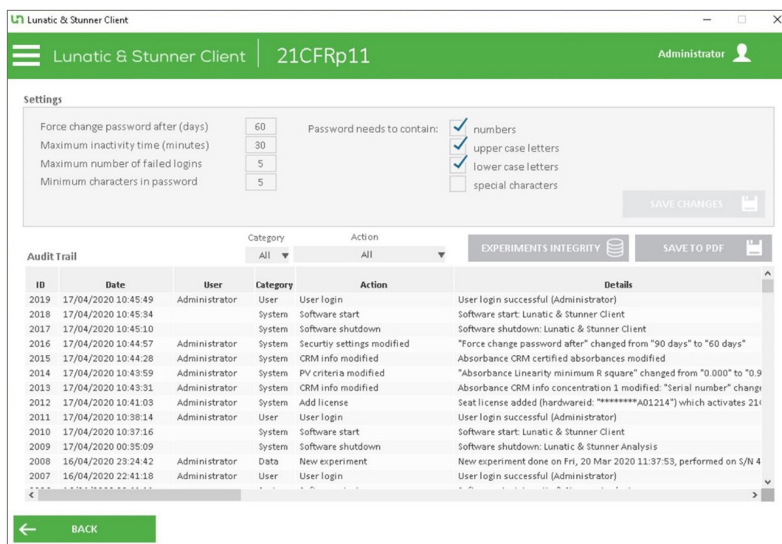 Lunatic & Stunner Client
Lunatic & Stunner Client 21CFRp11 Administrator
Settings
Force change password after (days) 60 Password needs to contain: numbers
Maximum inactivity time (minutes) 30 upper case letters
Maximum number of failed logins 5 lower case letters
Minimum characters in password 5 special characters
SAVE CHANGES
Category Action
Audit Trail All All EXPERIMENTS INTEGRITY SAVE TO PDF
ID Date User Category Action Details
2019 17/04/2020 10:45:49 Administrator User User login User login successful (Administrator)
2018 17/04/2020 10:45:34 System Software start Software start: Lunatic & Stunner Client
2017 17/04/2020 10:45:10 System Software shutdown Software shutdown: Lunatic & Stunner Client
2016 17/04/2020 10:44:57 Administrator System Securtiy settings modified "Force change password after" changed from "90 days" to "60 days"
2015 17/04/2020 10:44:28 Administrator System CRM info modified Absorbance CRM certified absorbances modified
2014 17/04/2020 10:43:59 Administrator System PV criteria modified "Absorbance Linearity minimum R square" changed from "0.000" to "0.9
2013 17/04/2020 10:43:31 Administrator System CRM info modified Absorbance CRM info concentration 1 modified: "Serial number" change
2012 17/04/2020 10:41:03 Administrator System Add license Seat license added (hardwareid: "********A01214") which activates 21
2011 17/04/2020 10:38:14 Administrator User User login User login successful (Administrator)
2010 17/04/2020 10:37:16 System Software start Software start: Lunatic & Stunner Client
2009 17/04/2020 00:35:09 System Software shutdown Software shutdown: Lunatic & Stunner Analysis
2008 16/04/2020 23:24:42 Administrator Data New experiment New experiment done on Fri, 20 Mar 2020 11:37:53, performed on S/N 4
2007 16/04/2020 22:41:18 Administrator User User login User login successful (Administrator)
BACK